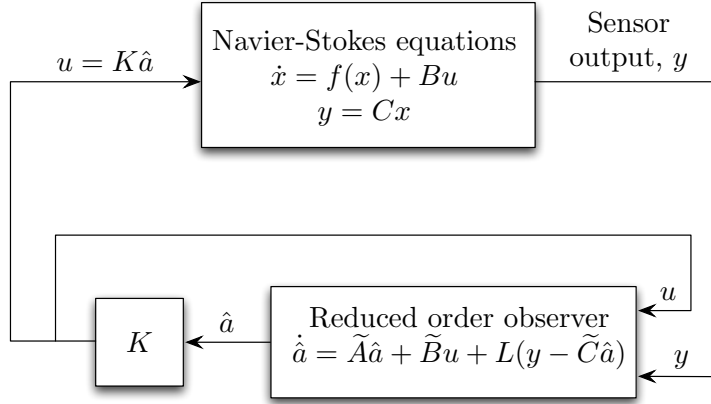 Navier-Stokes equations
ẋ = f(x) + Bu
y = Cx
u = Kâ
Sensor
output, y
u
K
â
Reduced order observer
â̇ = Ãâ + B̃u + L(y − C̃â)
y